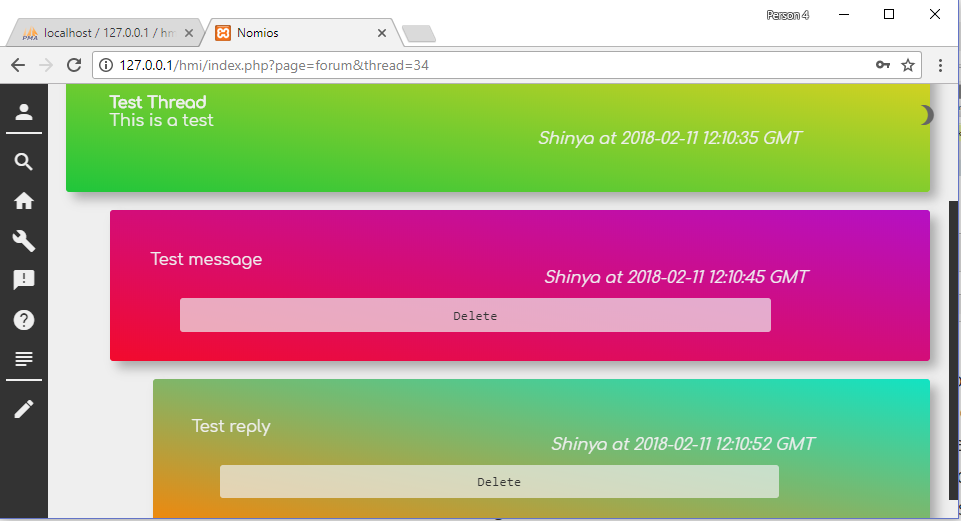 Person 4
localhost / 127.0.0.1 / hm
Nomios
127.0.0.1/hmi/index.php?page=forum&thread=34
Test Thread
This is a test
Shinya at 2018-02-11 12:10:35 GMT
Test message
Shinya at 2018-02-11 12:10:45 GMT
Delete
Test reply
Shinya at 2018-02-11 12:10:52 GMT
Delete